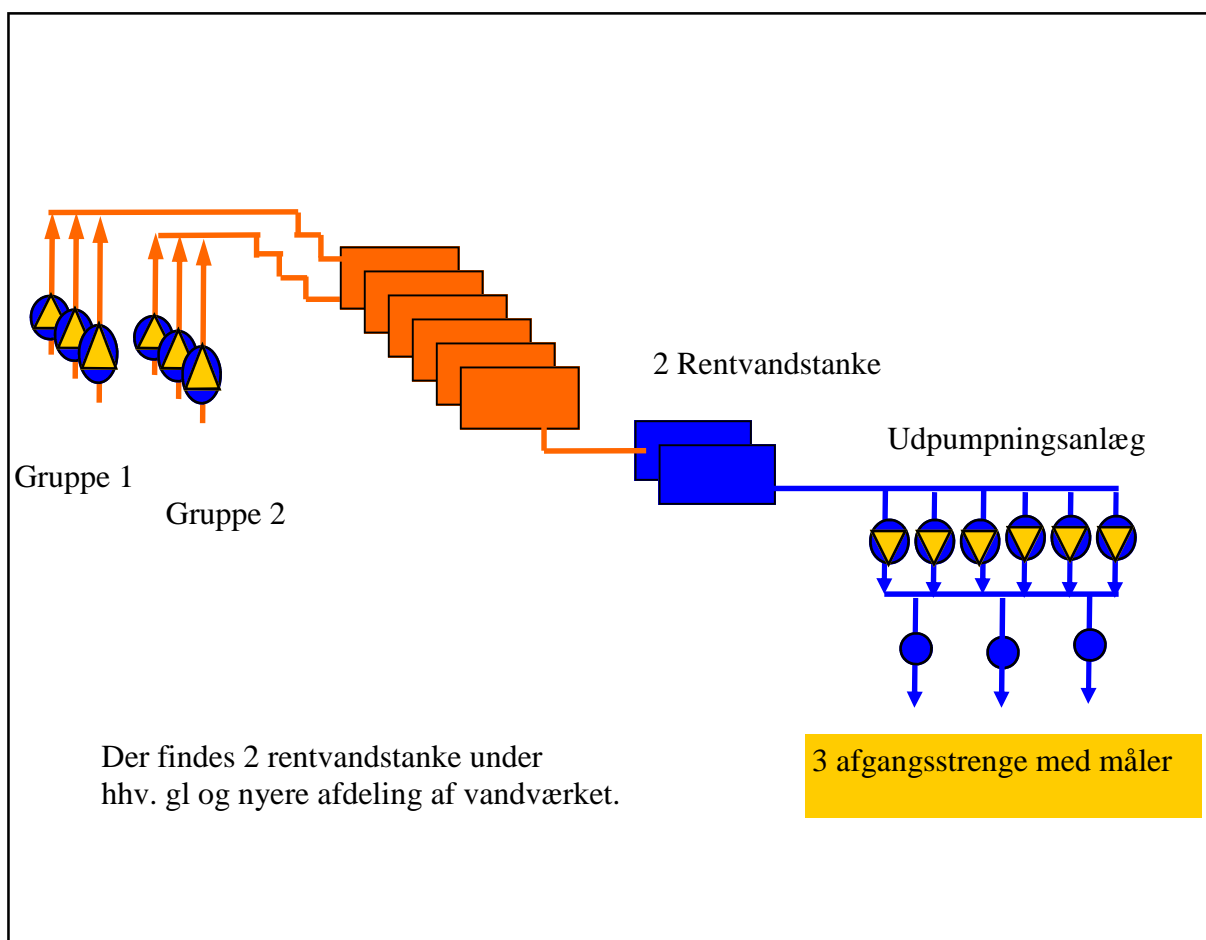 2 Rentvandstanke
Udpumpningsanlæg
Gruppe 1
Gruppe 2
Der findes 2 rentvandstanke under
hhv. gl og nyere afdeling af vandværket.
3 afgangsstrenge med måler